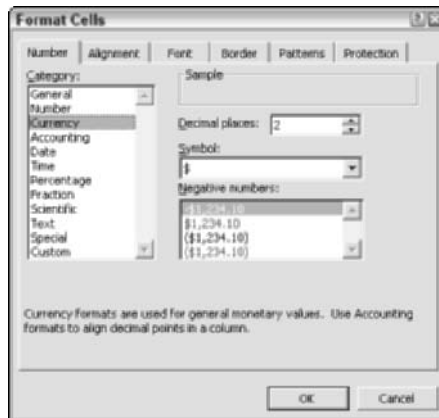 Format Cells
Number Alignment Font Border Patterns Protection
Category:
General
Number
Currency
Accounting
Date
Time
Percentage
Fraction
Scientific
Text
Special
Custom
Sample
Decimal places: 2
Symbol:
$
Negative numbers:
-$1,234.10
$1,234.10
($1,234.10)
($1,234.10)
Currency formats are used for general monetary values. Use Accounting
formats to align decimal points in a column.
OK Cancel